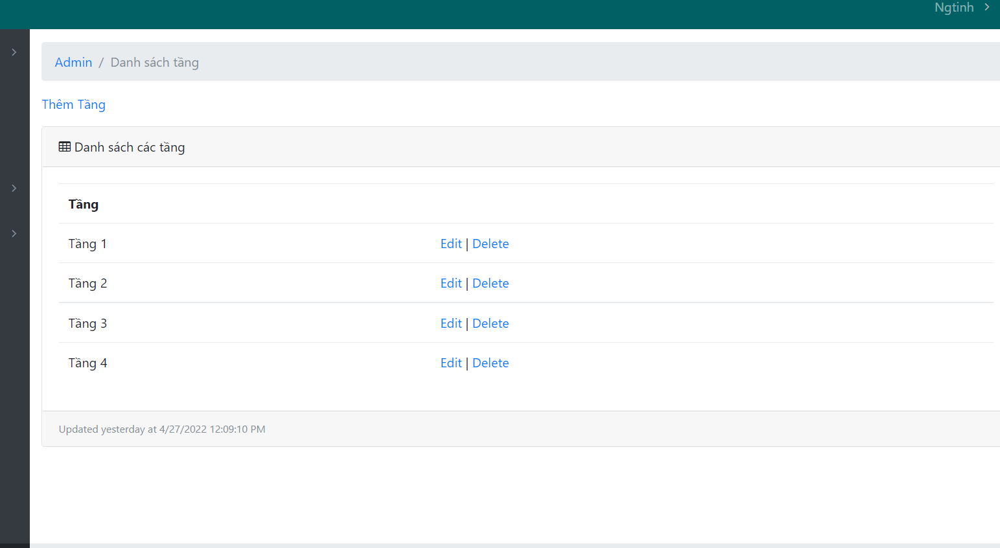 Ngtinh
Admin / Danh sách tầng
Thêm Tầng
Danh sách các tầng
Tầng
Tầng 1 Edit | Delete
Tầng 2 Edit | Delete
Tầng 3 Edit | Delete
Tầng 4 Edit | Delete
Updated yesterday at 4/27/2022 12:09:10 PM